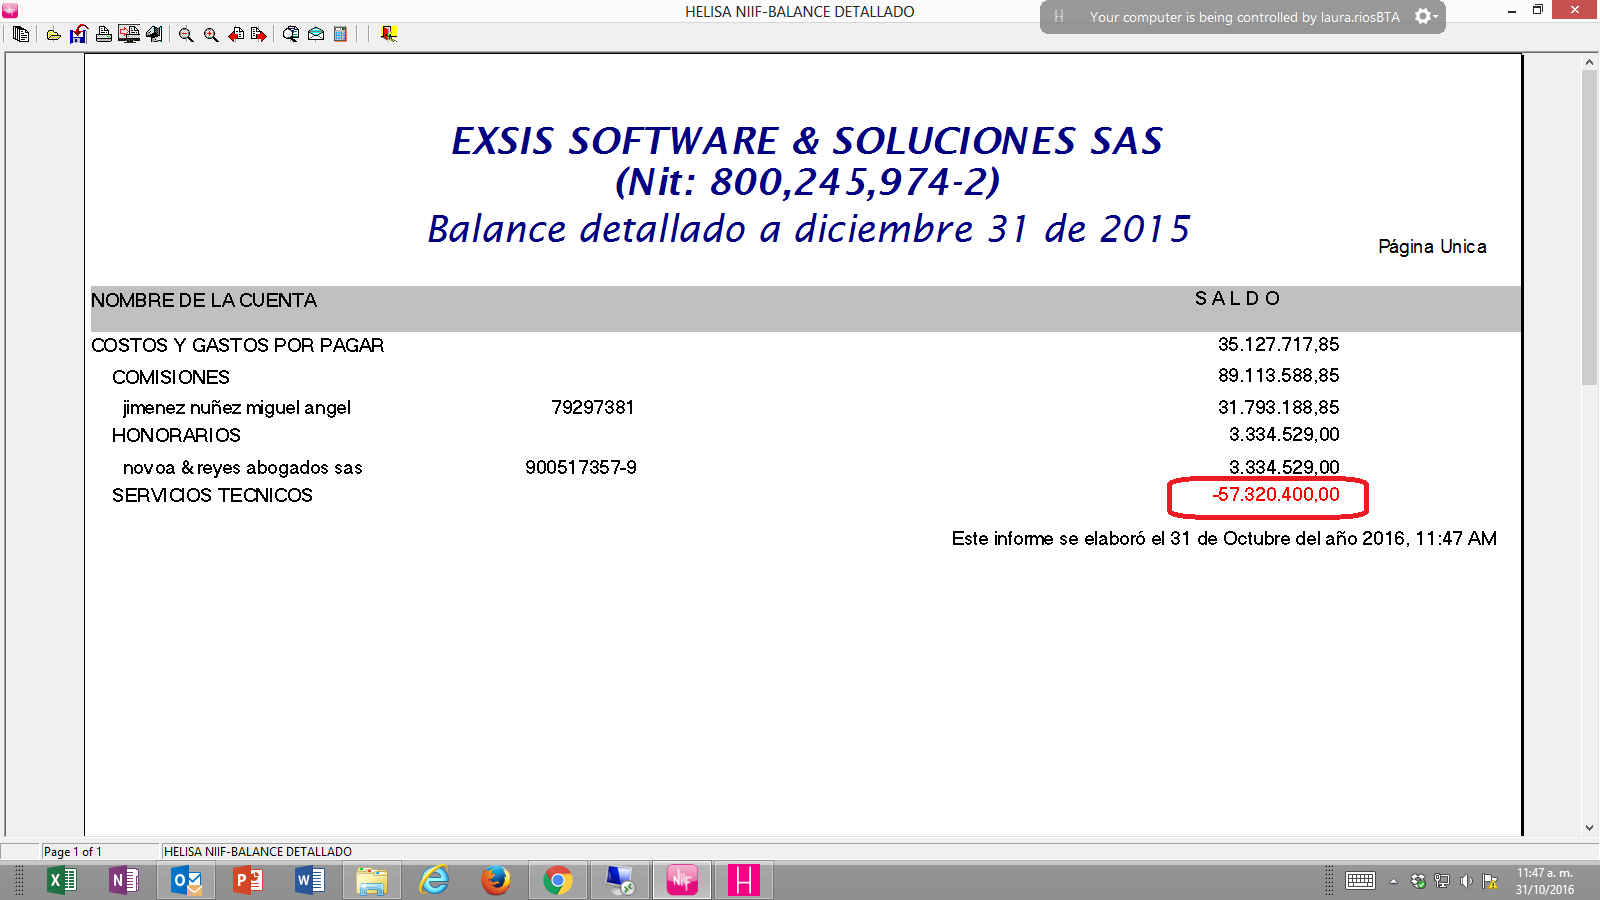 HELISA NIIF-BALANCE DETALLADO
H Your computer is being controlled by laura.riosBTA
EXSIS SOFTWARE & SOLUCIONES SAS
(Nit: 800,245,974-2)
Balance detallado a diciembre 31 de 2015
Página Unica
NOMBRE DE LA CUENTA S A L D O
COSTOS Y GASTOS POR PAGAR 35.127.717,85
COMISIONES 89.113.588,85
jimenez nuñez miguel angel 79297381 31.793.188,85
HONORARIOS 3.334.529,00
novoa & reyes abogados sas 900517357-9 3.334.529,00
SERVICIOS TECNICOS -57.320.400,00
Este informe se elaboró el 31 de Octubre del año 2016, 11:47 AM
Page 1 of 1 HELISA NIIF-BALANCE DETALLADO
11:47 a. m.
31/10/2016